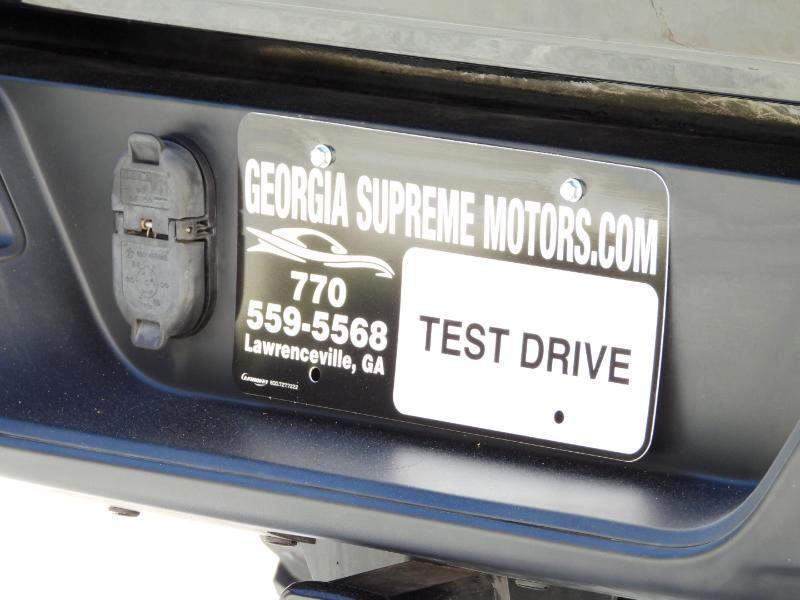 GEORGIA SUPREME MOTORS.COM
770
559-5568
Lawrenceville, GA
TEST DRIVE